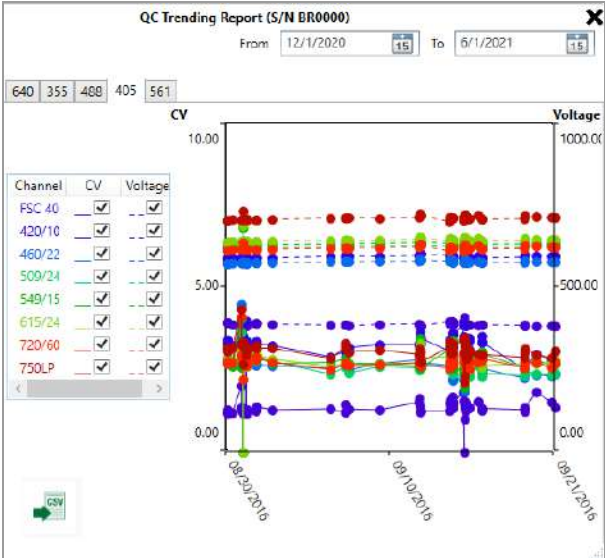 QC Trending Report (S/N BR0000)
From 12/1/2020 15 To 6/1/2021 15
640 355 488 405 561
CV Voltage
10.00 1000.00
Channel CV Voltage
FSC 40
420/10
460/22
509/24
549/15
615/24
720/60
750LP
5.00 500.00
0.00 0.00
08/30/2016 09/10/2016 09/21/2016
CSV